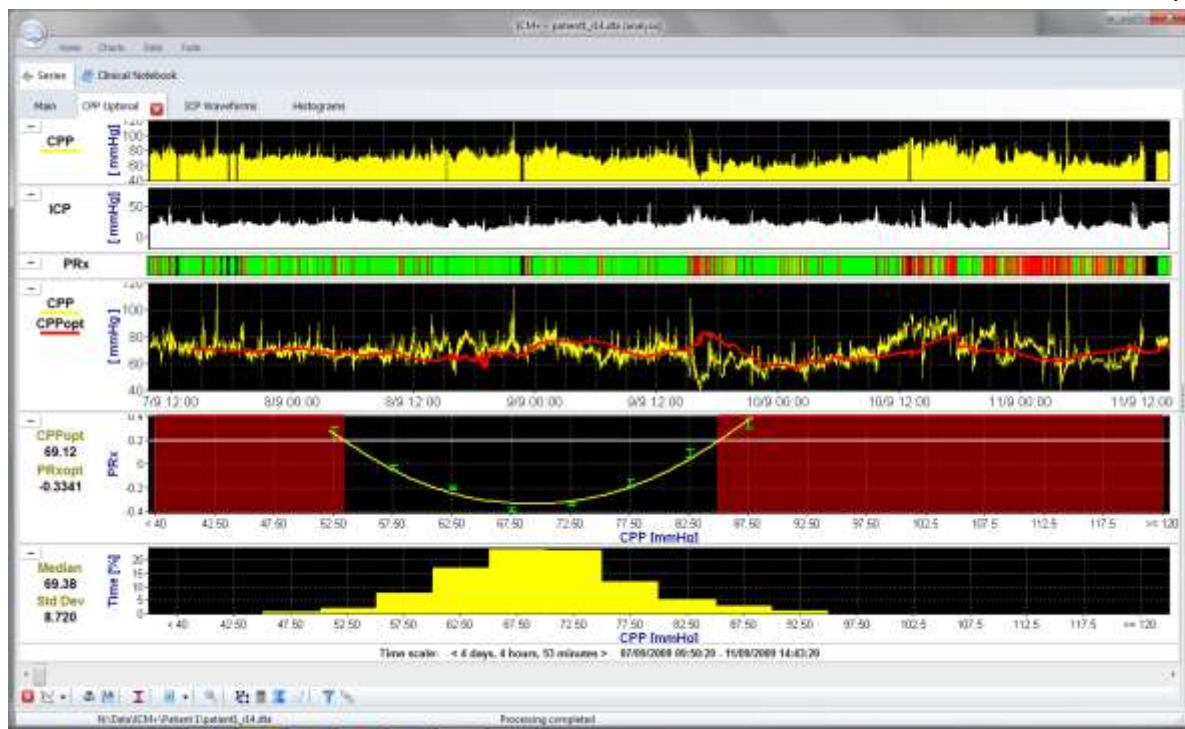 ICM+ - patient1_r14.dta (analysis)
Home Charts Data Tools
Series Clinical Notebook
Main CPP Optimal ICP Waveforms Histograms
CPP
[ mmHg ]
100
80
60
40
ICP
[ mmHg ]
50
0
PRx
CPP
CPPopt
[ mmHg ]
120
100
80
60
40
7/9 12:00 8/9 00:00 8/9 12:00 9/9 00:00 9/9 12:00 10/9 00:00 10/9 12:00 11/9 00:00 11/9 12:00
CPPopt
69.12
PRxopt
-0.3341
PRx
0.4
0.2
0
-0.2
-0.4
< 40 42.50 47.50 52.50 57.50 62.50 67.50 72.50 77.50 82.50 87.50 92.50 97.50 102.5 107.5 112.5 117.5 >= 120
CPP [mmHg]
Median
69.38
Std Dev
8.720
Time [%]
25
20
15
10
5
0
< 40 42.50 47.50 52.50 57.50 62.50 67.50 72.50 77.50 82.50 87.50 92.50 97.50 102.5 107.5 112.5 117.5 >= 120
CPP [mmHg]
Time scale: < 4 days, 4 hours, 53 minutes > 07/09/2009 09:50:20 - 11/09/2009 14:43:20
Processing completed